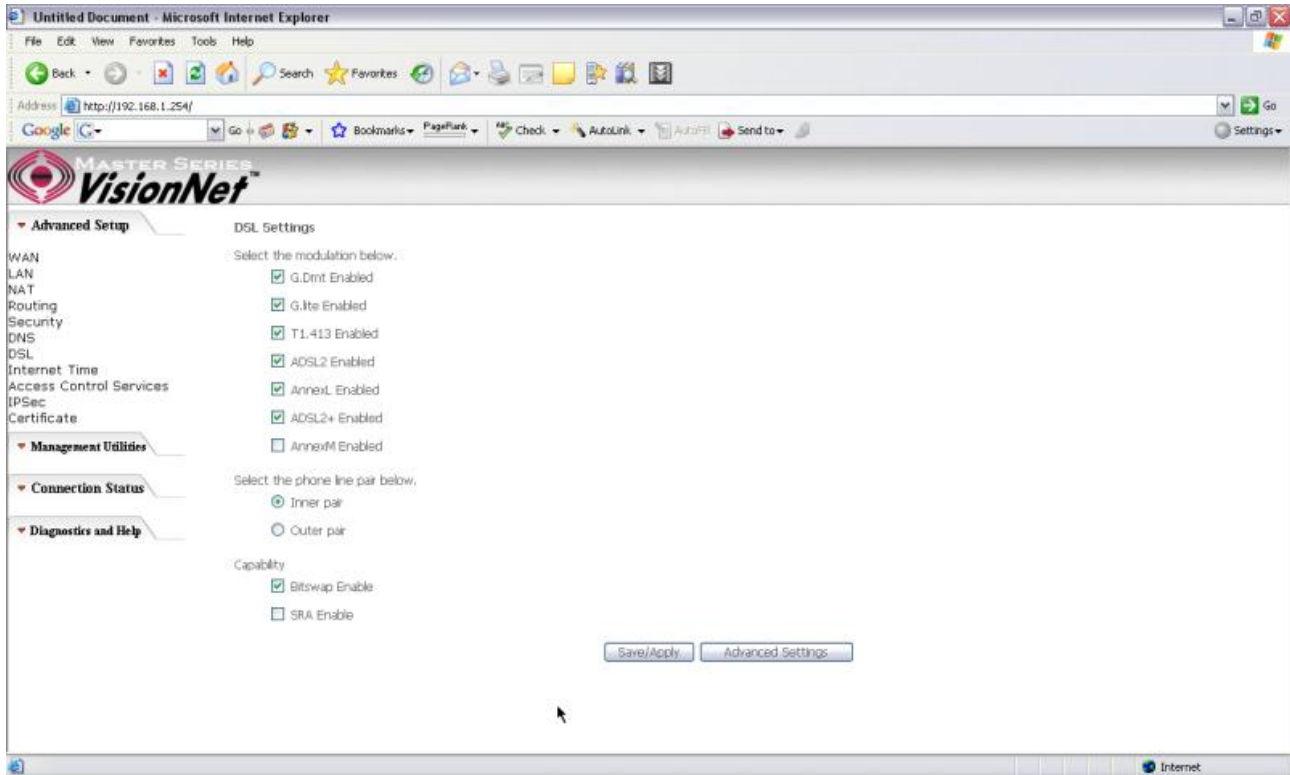 Untitled Document - Microsoft Internet Explorer
File Edit View Favorites Tools Help
Back Search Favorites
Address http://192.168.1.254/ Go
Google G Go Bookmarks PageRank ABC Check AutoLink AutoFill Send to Settings
MASTER SERIES
VisionNet™
Advanced Setup
WAN
LAN
NAT
Routing
Security
DNS
DSL
Internet Time
Access Control Services
IPSec
Certificate
Management Utilities
Connection Status
Diagnostics and Help
DSL Settings
Select the modulation below.
G.Dmt Enabled
G.lite Enabled
T1.413 Enabled
ADSL2 Enabled
AnnexL Enabled
ADSL2+ Enabled
AnnexM Enabled
Select the phone line pair below.
Inner pair
Outer pair
Capability
Bitswap Enable
SRA Enable
Save/Apply Advanced Settings
Internet